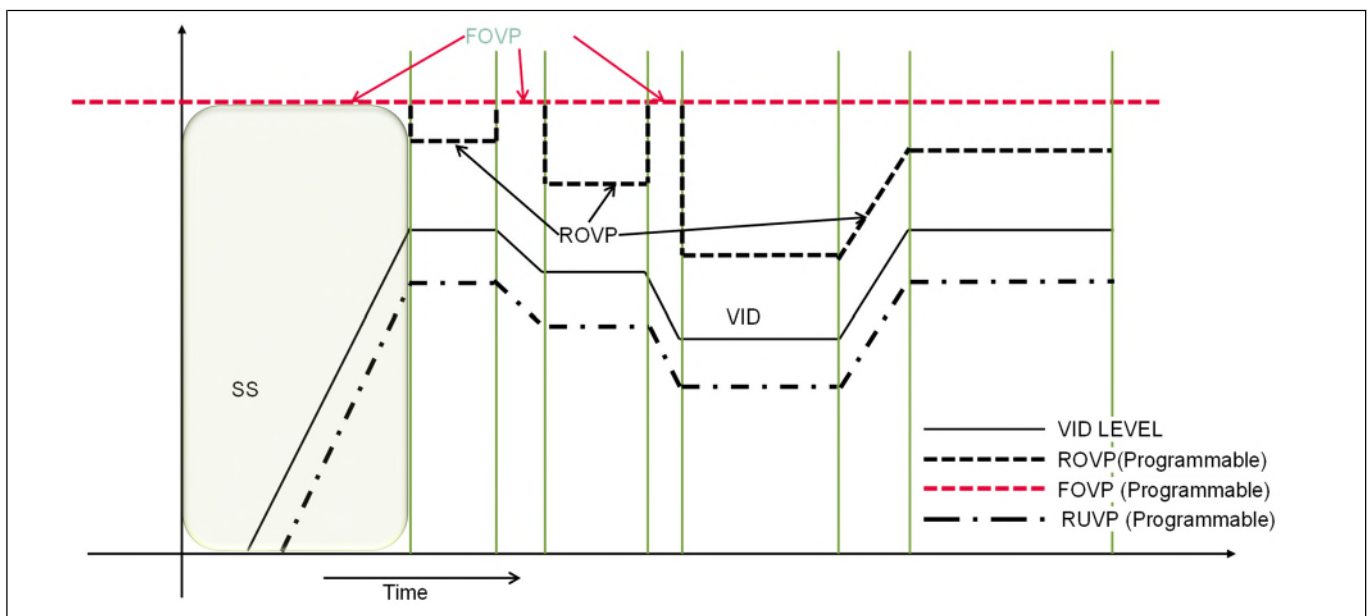 FOVP
ROVP
VID
SS
VID LEVEL
ROVP(Programmable)
FOVP (Programmable)
RUVP (Programmable)
Time